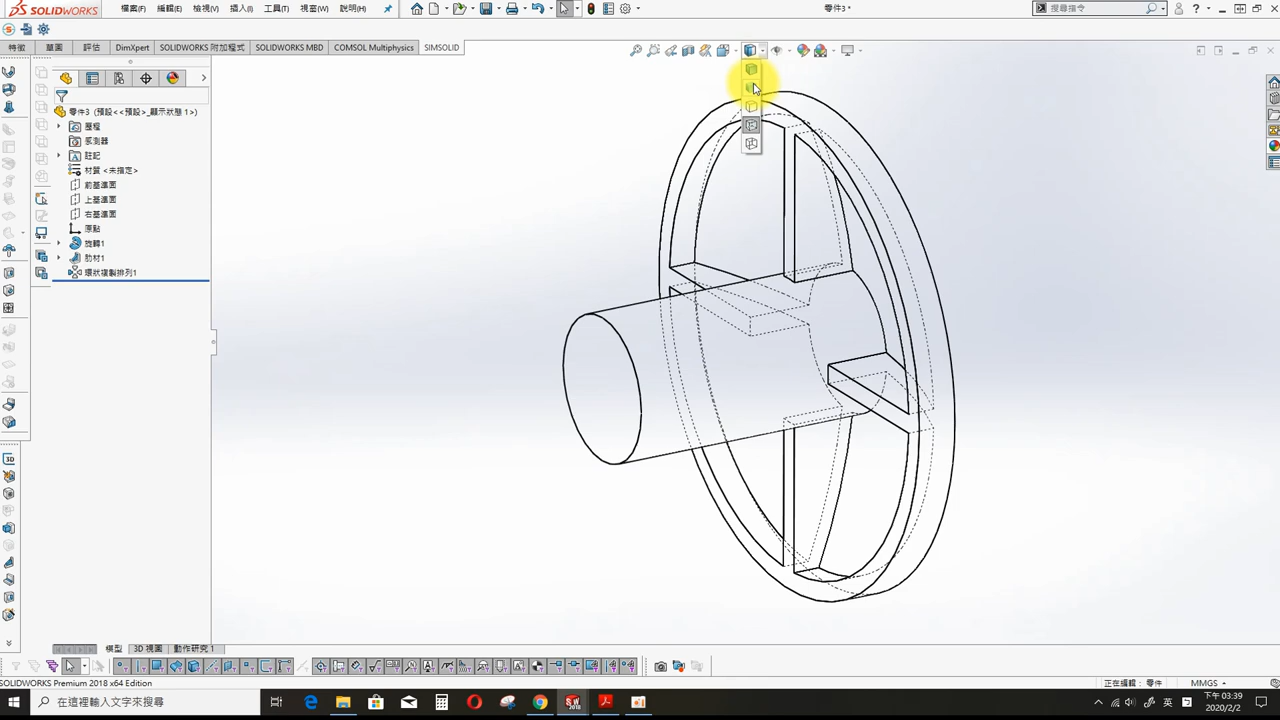 SOLIDWORKS 檔案(F) 編輯(E) 檢視(V) 插入(I) 工具(T) 視窗(W) 說明(H) 零件3 * 搜尋指令
特徵 草圖 評估 DimXpert SOLIDWORKS 附加程式 SOLIDWORKS MBD COMSOL Multiphysics SIMSOLID
零件3 (預設<<預設>_顯示狀態 1>)
歷程
感測器
註記
材質 <未指定>
前基準面
上基準面
右基準面
原點
旋轉1
肋材1
環狀複製排列1
3D
模型 3D 視圖 動作研究 1
SOLIDWORKS Premium 2018 x64 Edition 正在編輯: 零件 MMGS
在這裡輸入文字來搜尋 英 下午 03:39
2020/2/2